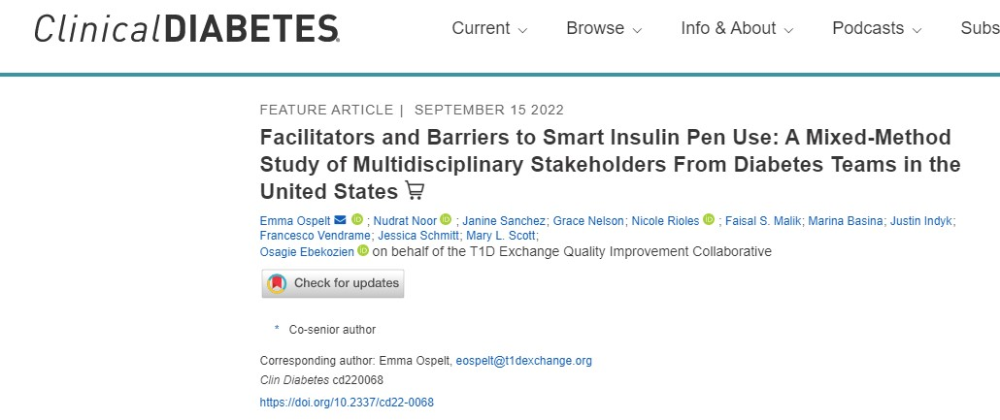 ClinicalDIABETES.
Current Browse Info & About Podcasts Subs
FEATURE ARTICLE | SEPTEMBER 15 2022
Facilitators and Barriers to Smart Insulin Pen Use: A Mixed-Method
Study of Multidisciplinary Stakeholders From Diabetes Teams in the
United States
Emma Ospelt iD ; Nudrat Noor iD ; Janine Sanchez; Grace Nelson; Nicole Rioles iD ; Faisal S. Malik; Marina Basina; Justin Indyk;
Francesco Vendrame; Jessica Schmitt; Mary L. Scott;
Osagie Ebekozien iD on behalf of the T1D Exchange Quality Improvement Collaborative
Check for updates
* Co-senior author
Corresponding author: Emma Ospelt, eospelt@t1dexchange.org
Clin Diabetes cd220068
https://doi.org/10.2337/cd22-0068